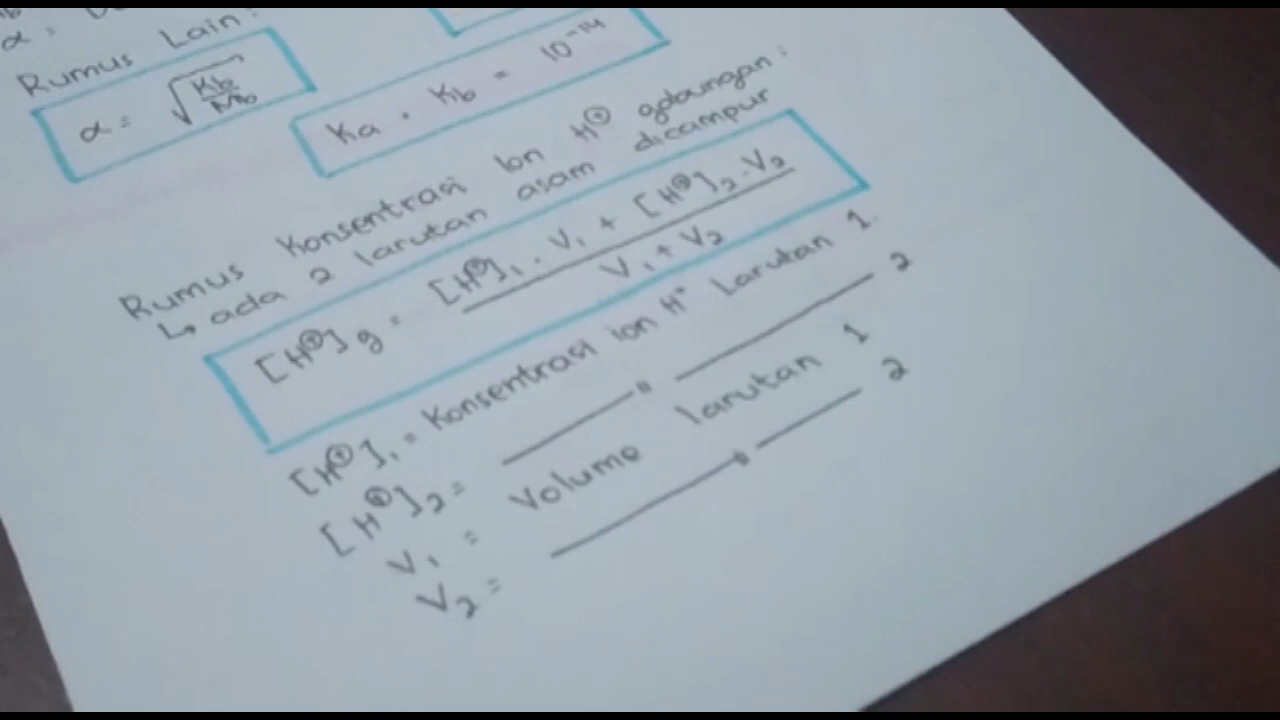 α =
Rumus Lain :
α = √Kb/Mb
Ka . Kb = 10⁻¹⁴
Rumus Konsentrasi Ion H⊕ gabungan :
↳ ada 2 larutan asam dicampur
[H⊕]g = [H⊕]₁ . V₁ + [H⊕]₂ . V₂
V₁ + V₂
[H⊕]₁ = Konsentrasi ion H⁺ Larutan 1.
[H⊕]₂ = ——"—— 2
V₁ = Volume larutan 1
V₂ = ——"—— 2